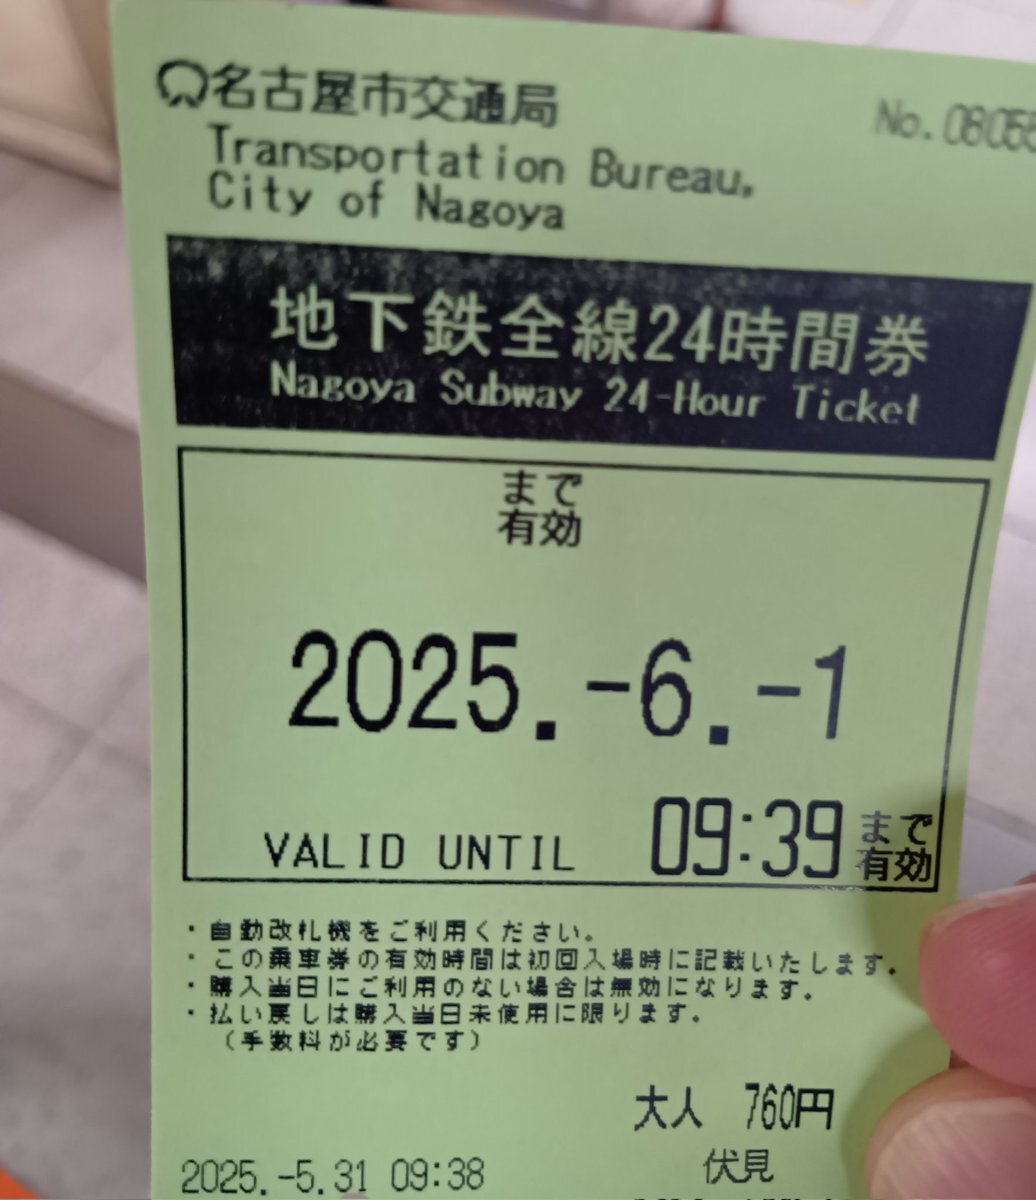 名古屋市交通局
No.0805
Transportation Bureau,
City of Nagoya
地下鉄全線24時間券
Nagoya Subway 24-Hour Ticket
まで
有効
2025.-6.-1
VALID UNTIL 09:39 まで
有効
・自動改札機をご利用ください。
・この乗車券の有効時間は初回入場時に記載いたします。
・購入当日にご利用のない場合は無効になります。
・払い戻しは購入当日未使用に限ります。
（手数料が必要です）
大人 760円
2025.-5.31 09:38 伏見